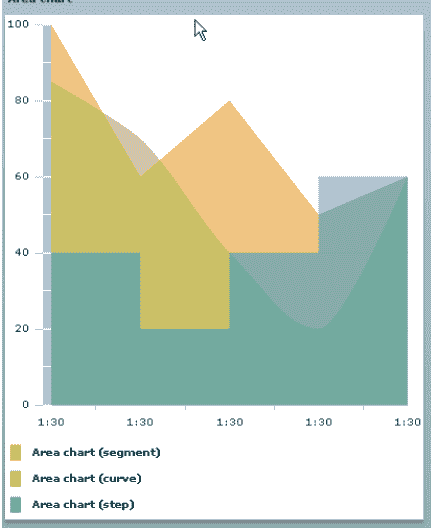 Area chart
100
80
60
40
20
0
1:30 1:30 1:30 1:30 1:30
Area chart (segment)
Area chart (curve)
Area chart (step)